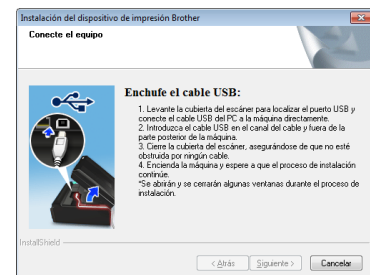 Instalación del dispositivo de impresión Brother
Conecte el equipo
Enchufe el cable USB:
1. Levante la cubierta del escáner para localizar el puerto USB y
conecte el cable USB del PC a la máquina directamente.
2. Introduzca el cable USB en el canal del cable y fuera de la
parte posterior de la máquina.
3. Cierre la cubierta del escáner, asegurándose de que no esté
obstruida por ningún cable.
4. Encienda la máquina y espere a que el proceso de instalación
continúe.
*Se abrirán y se cerrarán algunas ventanas durante el proceso de
instalación.
InstallShield
< Atrás
Siguiente >
Cancelar